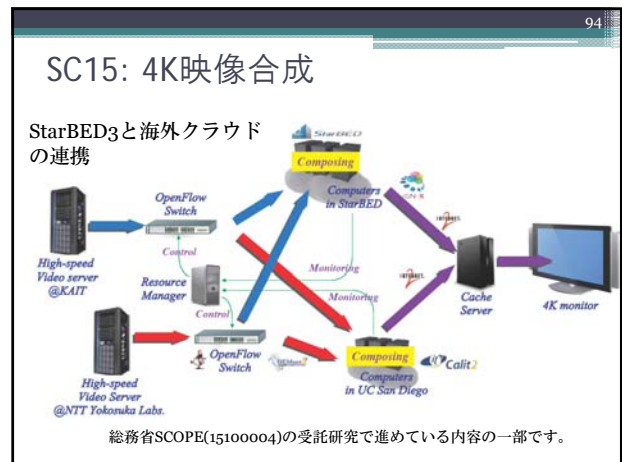 94
SC15: 4K映像合成
StarBED3と海外クラウド
の連携
StarBED
Composing
Computers
in StarBED
OpenFlow
Switch
High-speed
Video server
@KAIT
Control
Resource
Manager
Monitoring
Monitoring
Control
Cache
Server
4K monitor
OpenFlow
Switch
High-speed
Video Server
@NTT Yokosuka Labs.
Composing
Calit2
Computers
in UC San Diego
総務省SCOPE(15100004)の受託研究で進めている内容の一部です。